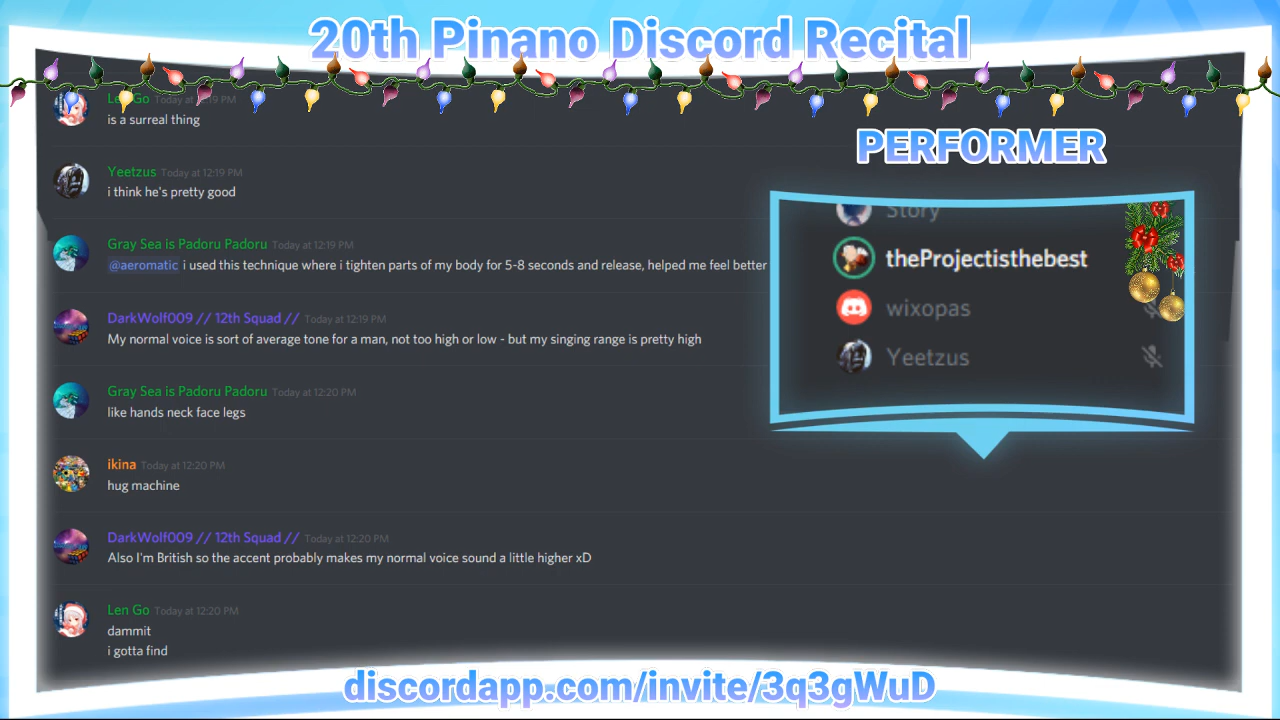 20th Pinano Discord Recital
Len Go Today at 12:19 PM
is a surreal thing
Yeetzus Today at 12:19 PM
i think he's pretty good
Gray Sea is Padoru Padoru Today at 12:19 PM
@aeromatic i used this technique where i tighten parts of my body for 5-8 seconds and release, helped me feel better
DarkWolf009 // 12th Squad // Today at 12:19 PM
My normal voice is sort of average tone for a man, not too high or low - but my singing range is pretty high
Gray Sea is Padoru Padoru Today at 12:20 PM
like hands neck face legs
ikina Today at 12:20 PM
hug machine
DarkWolf009 // 12th Squad // Today at 12:20 PM
Also I'm British so the accent probably makes my normal voice sound a little higher xD
Len Go Today at 12:20 PM
dammit
i gotta find
PERFORMER
Story
theProjectisthebest
wixopas
Yeetzus
discordapp.com/invite/3q3gWuD